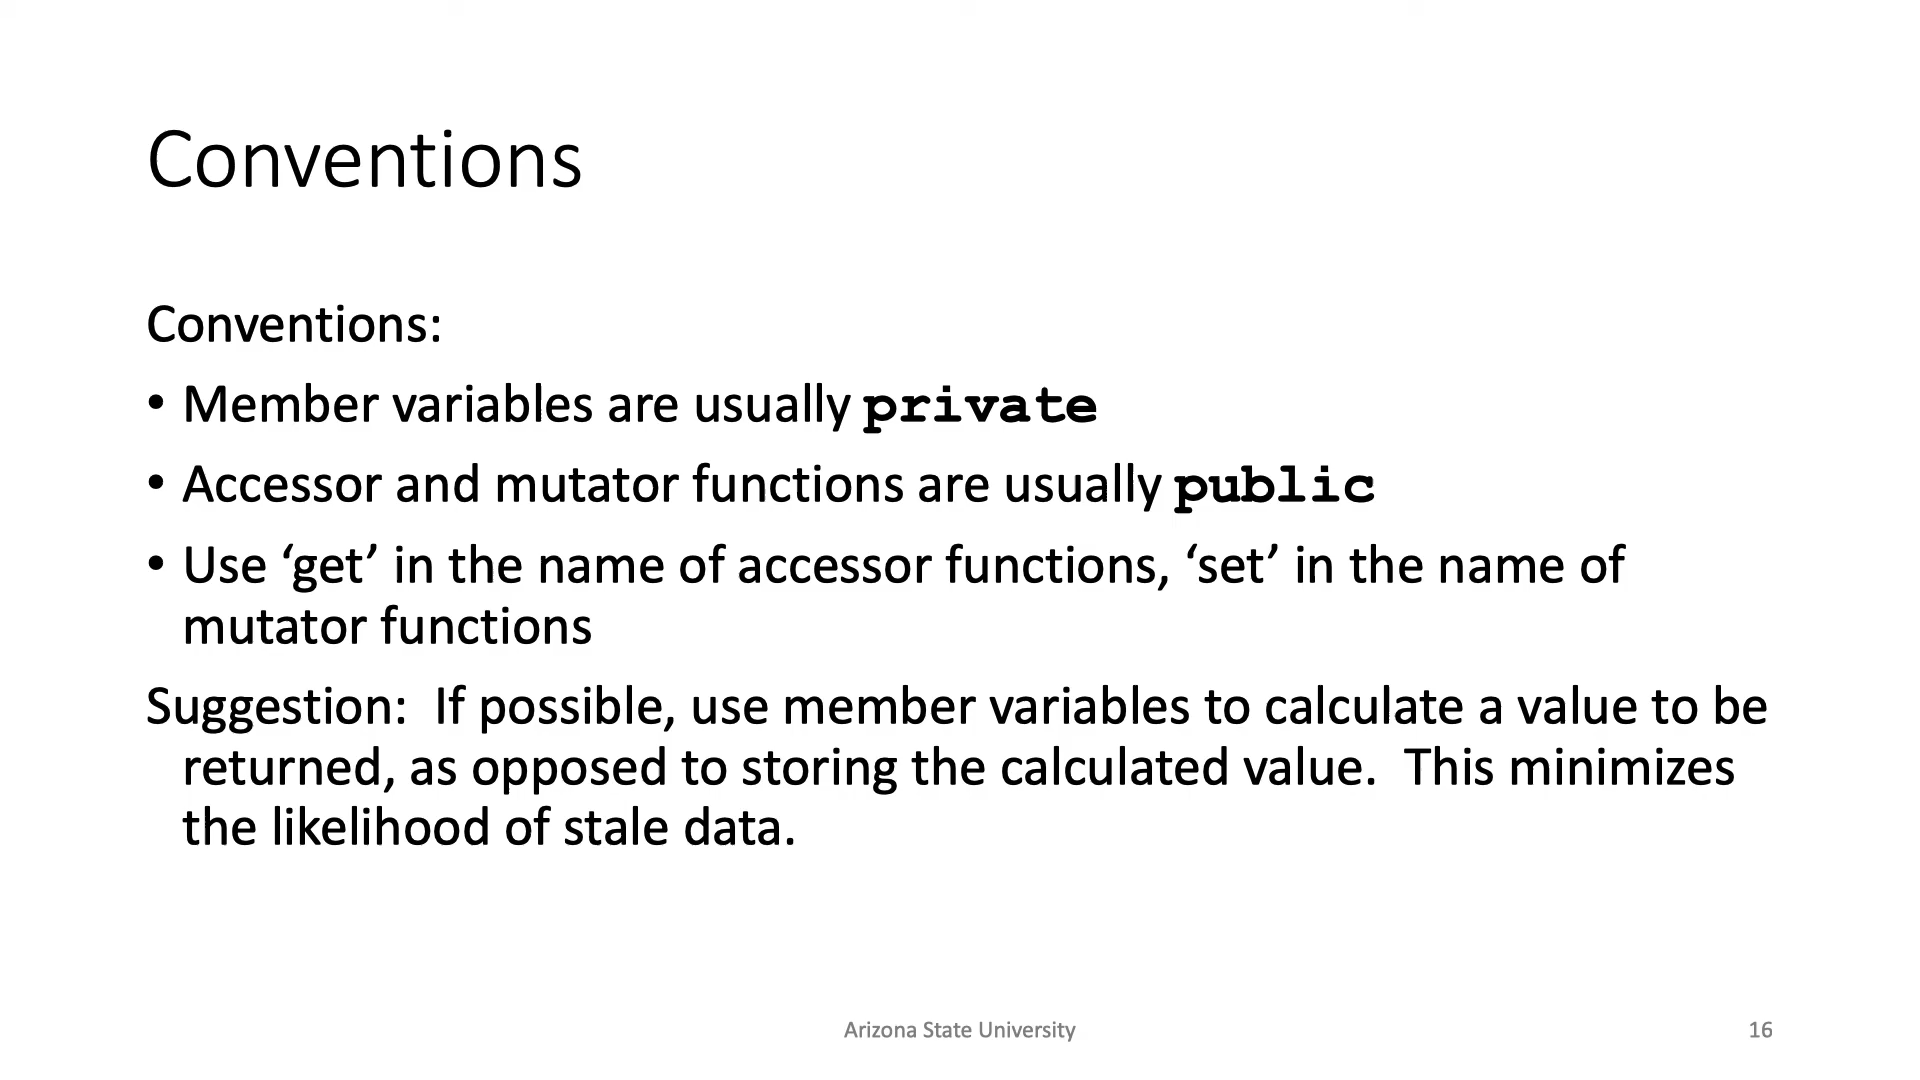 Conventions
Conventions:
• Member variables are usually private
• Accessor and mutator functions are usually public
• Use ‘get’ in the name of accessor functions, ‘set’ in the name of
mutator functions
Suggestion:  If possible, use member variables to calculate a value to be
returned, as opposed to storing the calculated value.  This minimizes
the likelihood of stale data.
Arizona State University
16